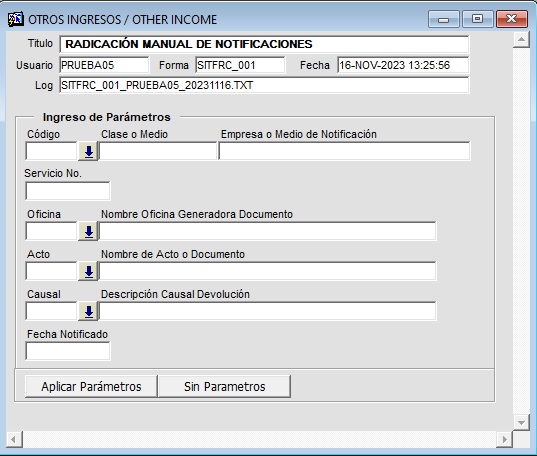 OTROS INGRESOS / OTHER INCOME
Título RADICACIÓN MANUAL DE NOTIFICACIONES
Usuario PRUEBA05 Forma SITFRC_001 Fecha 16-NOV-2023 13:25:56
Log SITFRC_001_PRUEBA05_20231116.TXT
Ingreso de Parámetros
Código Clase o Medio Empresa o Medio de Notificación
Servicio No.
Oficina Nombre Oficina Generadora Documento
Acto Nombre de Acto o Documento
Causal Descripción Causal Devolución
Fecha Notificado
Aplicar Parámetros Sin Parametros